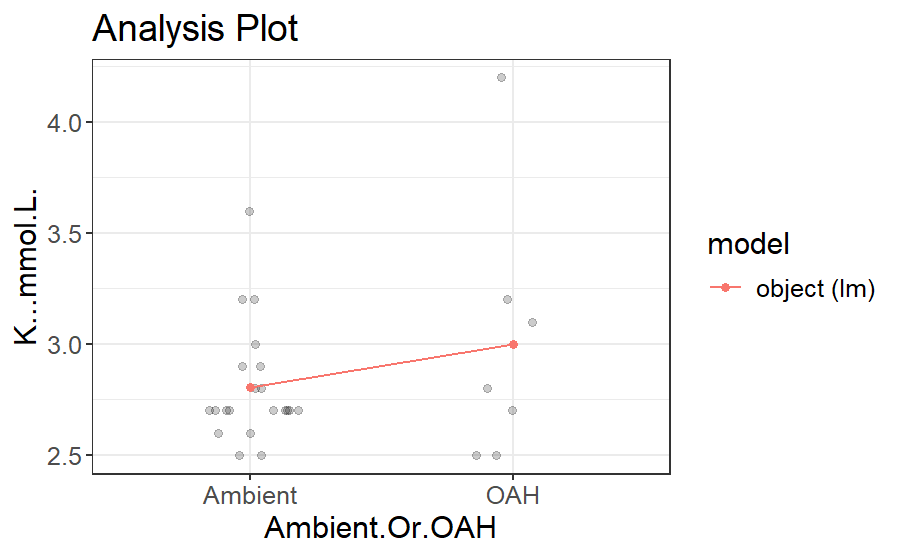 Analysis Plot
4.0
3.5
3.0
2.5
K...mmol.L.
Ambient
OAH
Ambient.Or.OAH
model
object (lm)